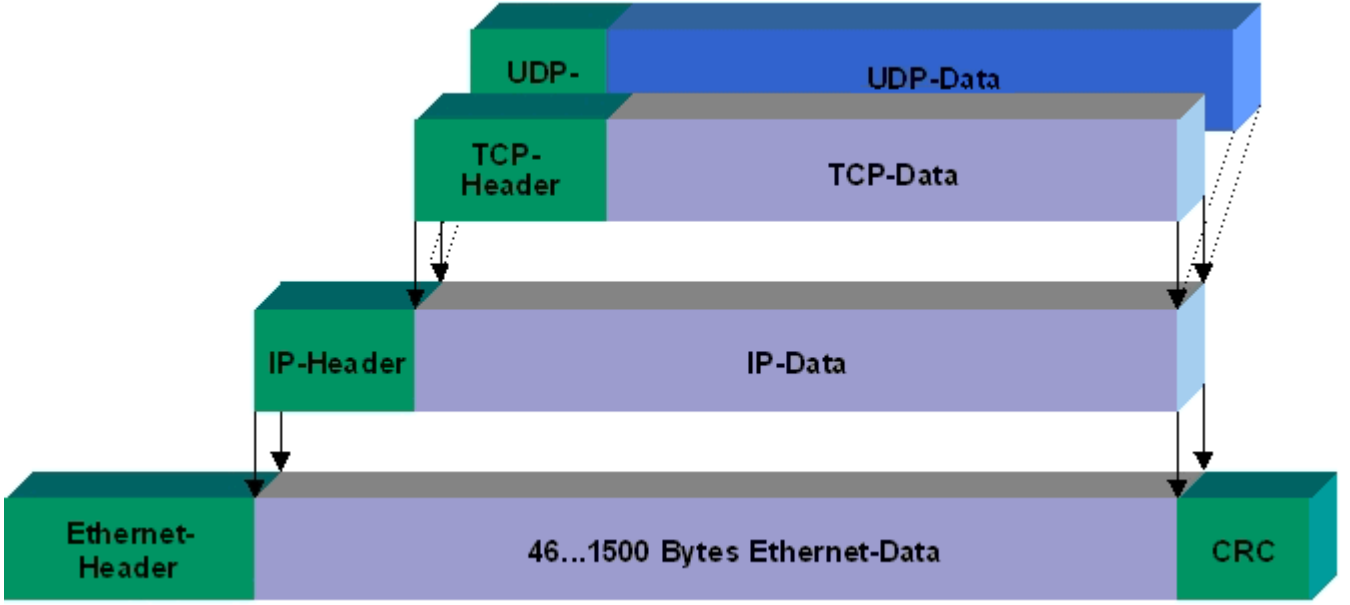 UDP-
UDP-Data
TCP-
Header
TCP-Data
IP-Header
IP-Data
Ethernet-
Header
46...1500 Bytes Ethernet-Data
CRC